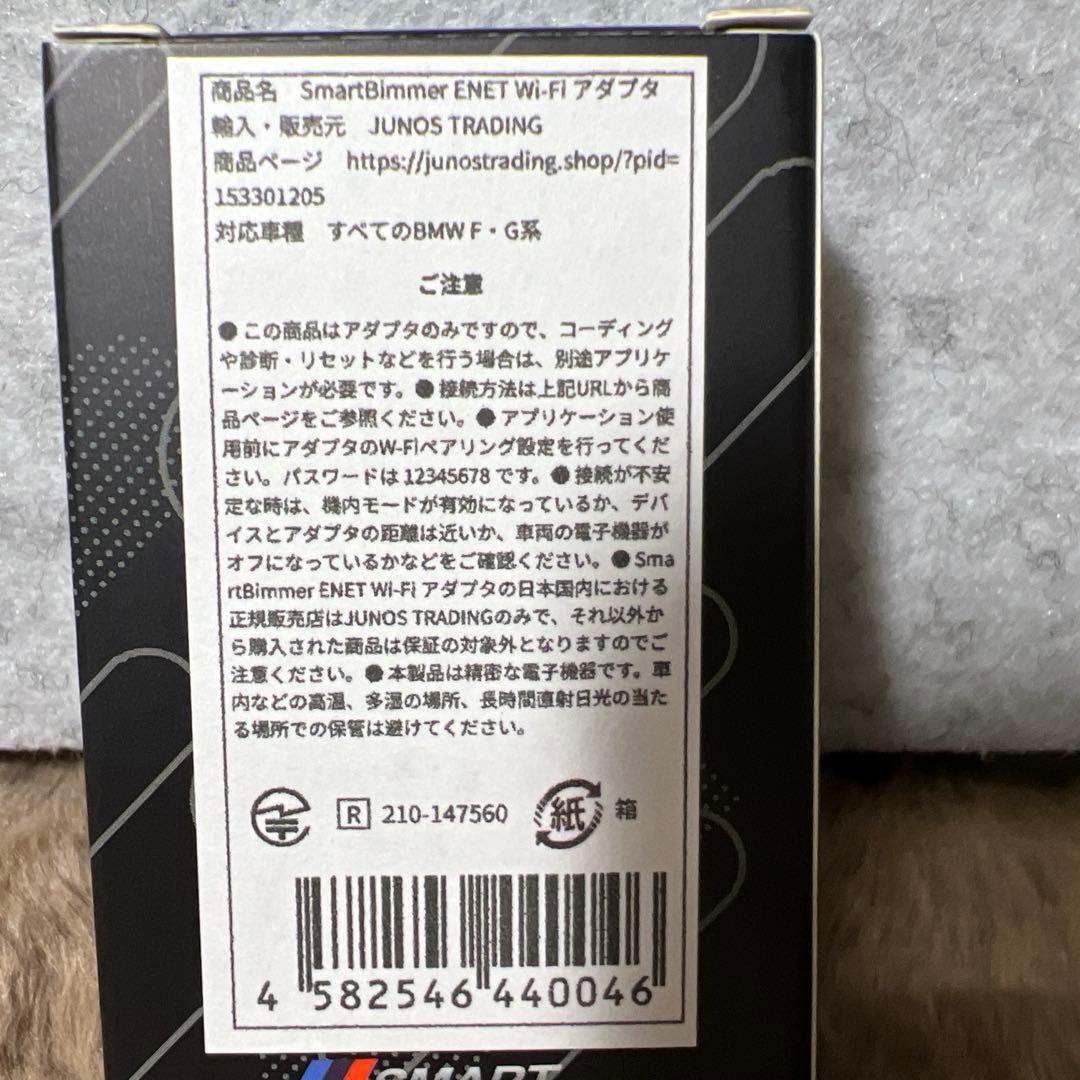 商品名　SmartBimmer ENET Wi-Fi アダプタ
輸入・販売元　JUNOS TRADING
商品ページ　https://junostrading.shop/?pid=
153301205
対応車種　すべてのBMW F・G系
ご注意
● この商品はアダプタのみですので、コーディング
や診断・リセットなどを行う場合は、別途アプリケ
ーションが必要です。● 接続方法は上記URLから商
品ページをご参照ください。● アプリケーション使
用前にアダプタのWi-Fiペアリング設定を行ってくだ
さい。パスワードは 12345678 です。● 接続が不安
定な時は、機内モードが有効になっているか、デバ
イスとアダプタの距離は近いか、車両の電子機器が
オフになっているかなどをご確認ください。● Sma
rtBimmer ENET Wi-Fi アダプタの日本国内における
正規販売店はJUNOS TRADINGのみで、それ以外か
ら購入された商品は保証の対象外となりますのでご
注意ください。● 本製品は精密な電子機器です。車
内などの高温、多湿の場所、長時間直射日光の当た
る場所での保管は避けてください。
R 210-147560 紙 箱
4 582546 440046
SMART